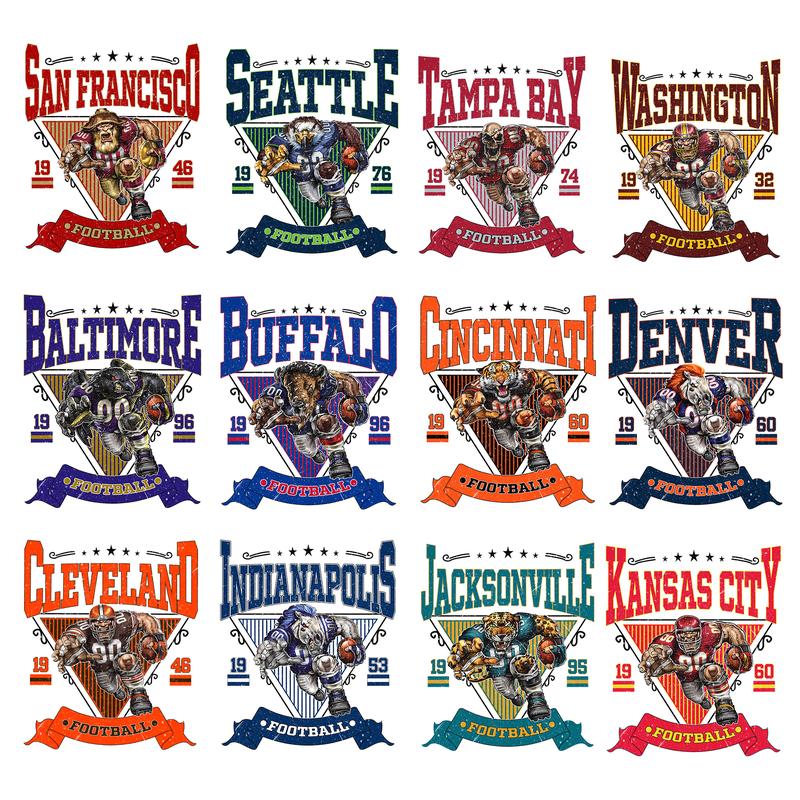 SAN FRANCISCO
19 46
FOOTBALL
SEATTLE
19 76
FOOTBALL
TAMPA BAY
19 74
FOOTBALL
WASHINGTON
19 32
FOOTBALL
BALTIMORE
90
19 96
FOOTBALL
BUFFALO
19 96
FOOTBALL
CINCINNATI
19 60
FOOTBALL
DENVER
19 60
FOOTBALL
CLEVELAND
90
19 46
FOOTBALL
INDIANAPOLIS
19 53
FOOTBALL
JACKSONVILLE
19 95
FOOTBALL
KANSAS CITY
19 60
FOOTBALL